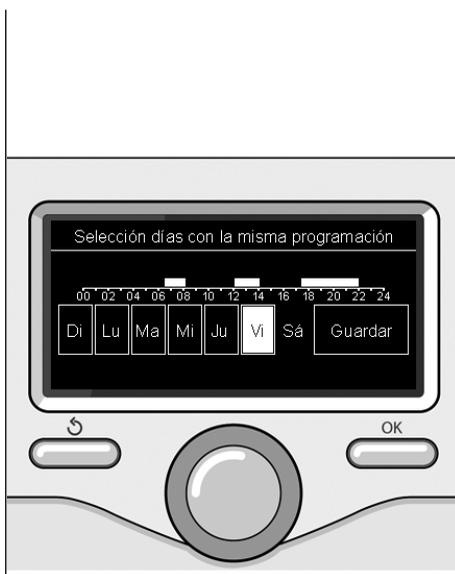 Selección días con la misma programación
00 02 04 06 08 10 12 14 16 18 20 22 24
Di Lu Ma Mi Ju Vi Sá Guardar
OK